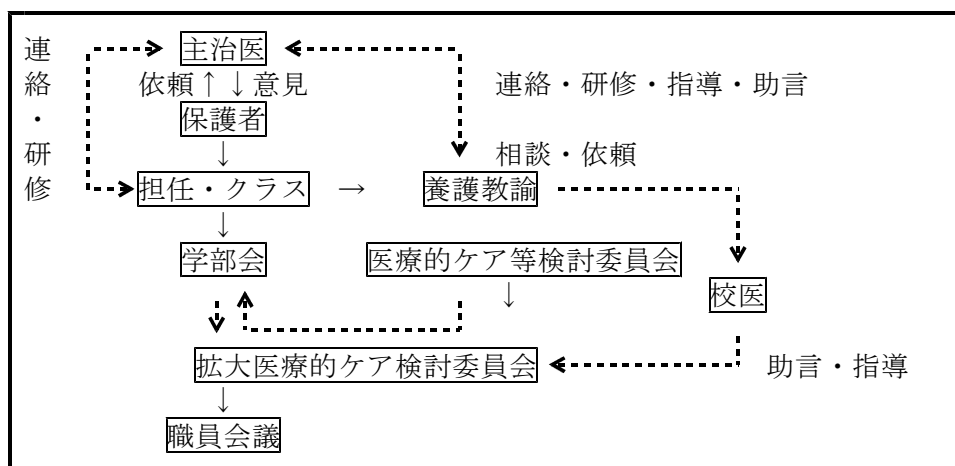 連絡・研修
主治医
依頼↑↓意見
連絡・研修・指導・助言
保護者
↓
相談・依頼
担任・クラス → 養護教諭
↓
学部会
医療的ケア等検討委員会
↓
校医
拡大医療的ケア検討委員会
助言・指導
↓
職員会議